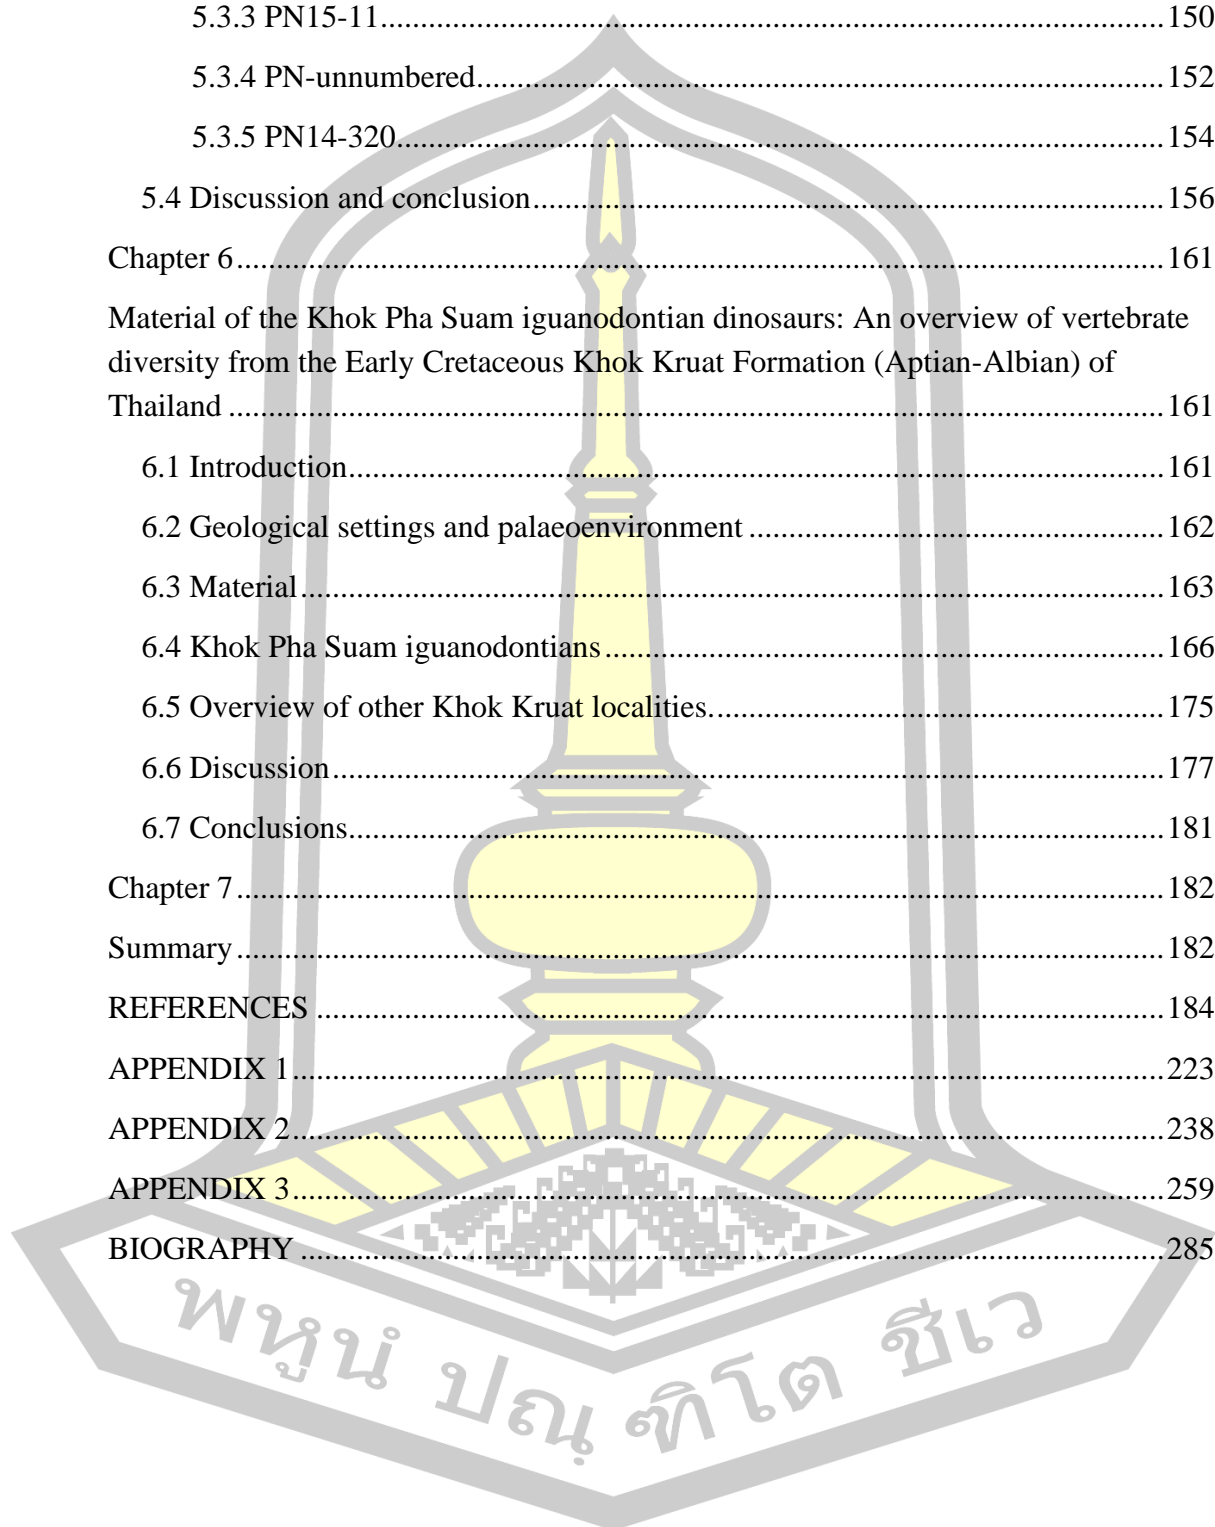 5.3.3 PN15-11..........150
5.3.4 PN-unnumbered..........152
5.3.5 PN14-320..........154
5.4 Discussion and conclusion..........156
Chapter 6..........161
Material of the Khok Pha Suam iguanodontian dinosaurs: An overview of vertebrate
diversity from the Early Cretaceous Khok Kruat Formation (Aptian-Albian) of
Thailand..........161
6.1 Introduction..........161
6.2 Geological settings and palaeoenvironment..........162
6.3 Material..........163
6.4 Khok Pha Suam iguanodontians..........166
6.5 Overview of other Khok Kruat localities..........175
6.6 Discussion..........177
6.7 Conclusions..........181
Chapter 7..........182
Summary..........182
REFERENCES..........184
APPENDIX 1..........223
APPENDIX 2..........238
APPENDIX 3..........259
BIOGRAPHY..........285
พหูนํ ปณฺฑิโต ชีเว